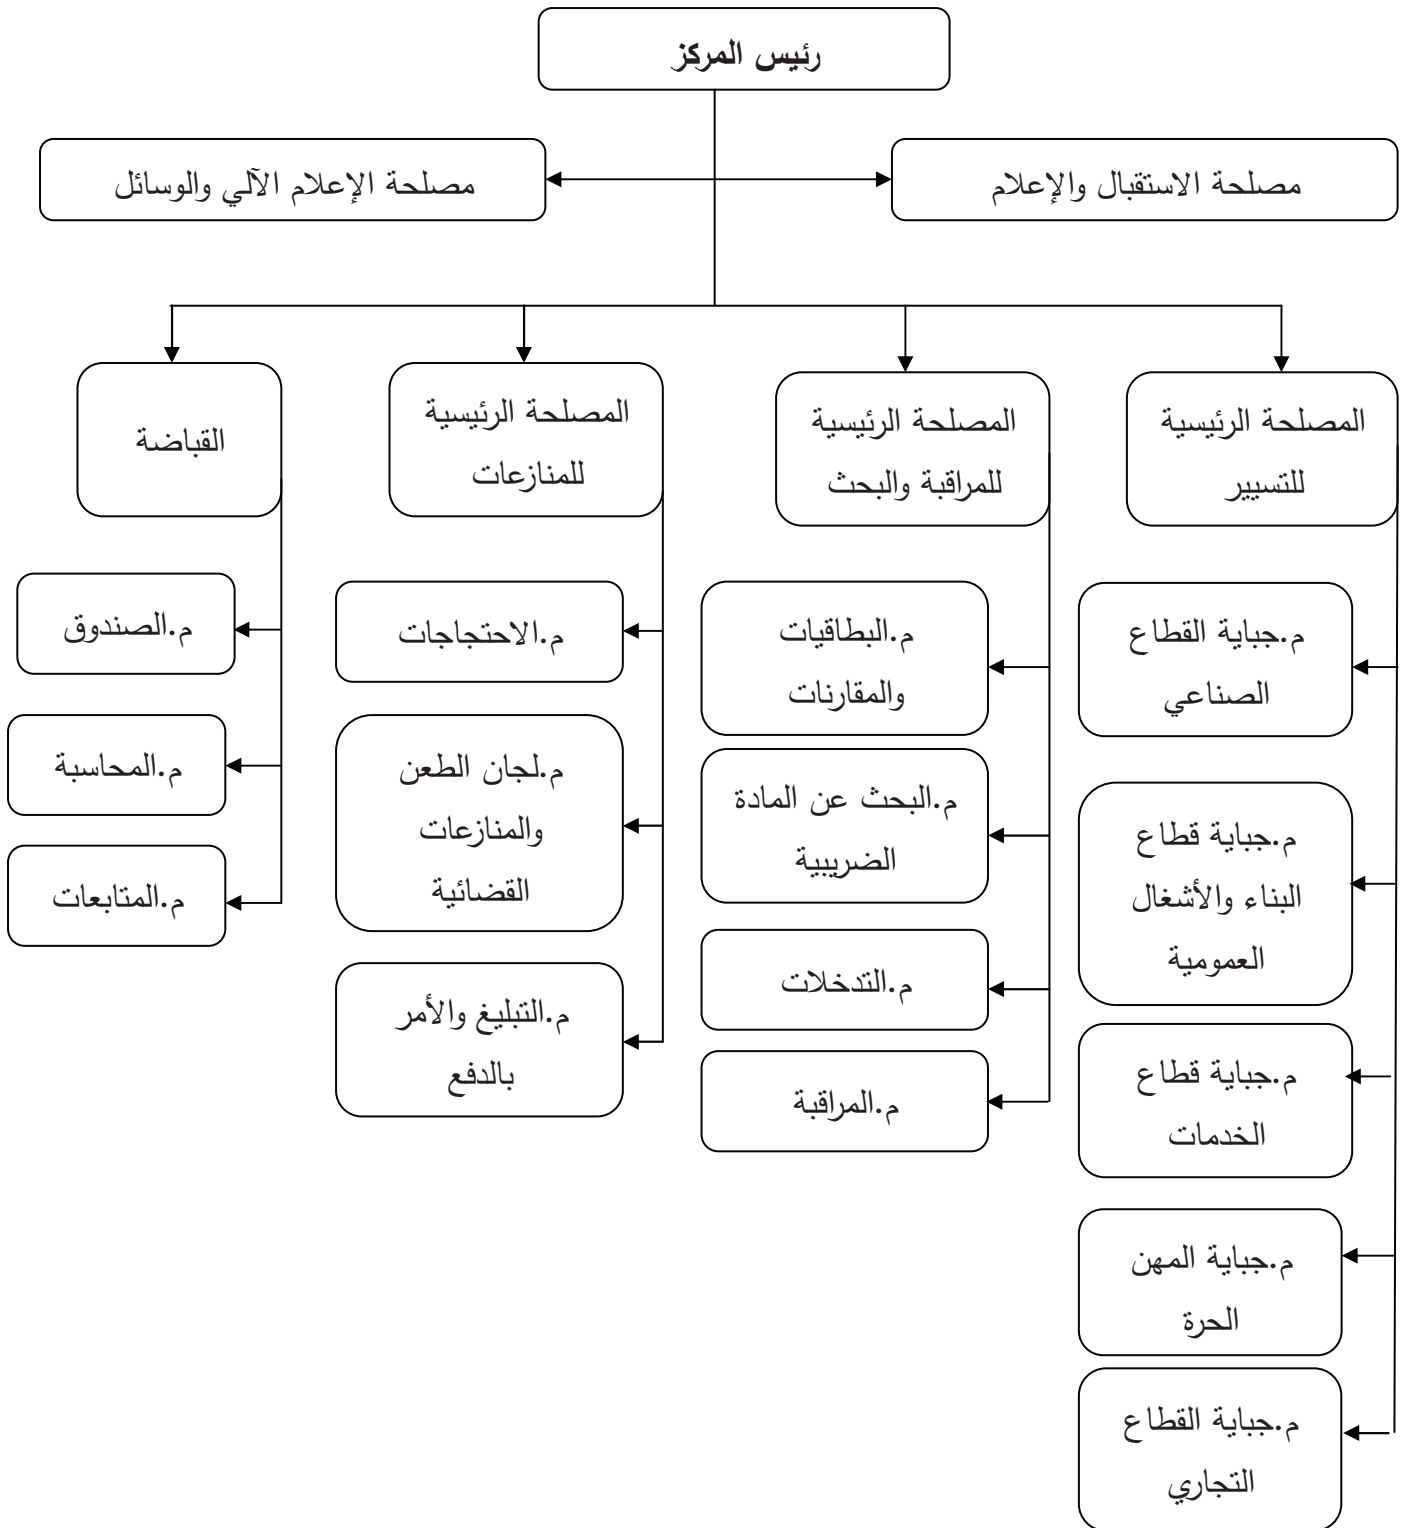 رئيس المركز
مصلحة الاستقبال والإعلام
مصلحة الإعلام الآلي والوسائل
المصلحة الرئيسية
للتسيير
المصلحة الرئيسية
للمراقبة والبحث
المصلحة الرئيسية
للمنازعات
القباضة
م.جباية القطاع
الصناعي
م.جباية قطاع
البناء والأشغال
العمومية
م.جباية قطاع
الخدمات
م.جباية المهن
الحرة
م.جباية القطاع
التجاري
م.البطاقيات
والمقارنات
م.البحث عن المادة
الضريبية
م.التدخلات
م.المراقبة
م.الاحتجاجات
م.لجان الطعن
والمنازعات
القضائية
م.التبليغ والأمر
بالدفع
م.الصندوق
م.المحاسبة
م.المتابعات